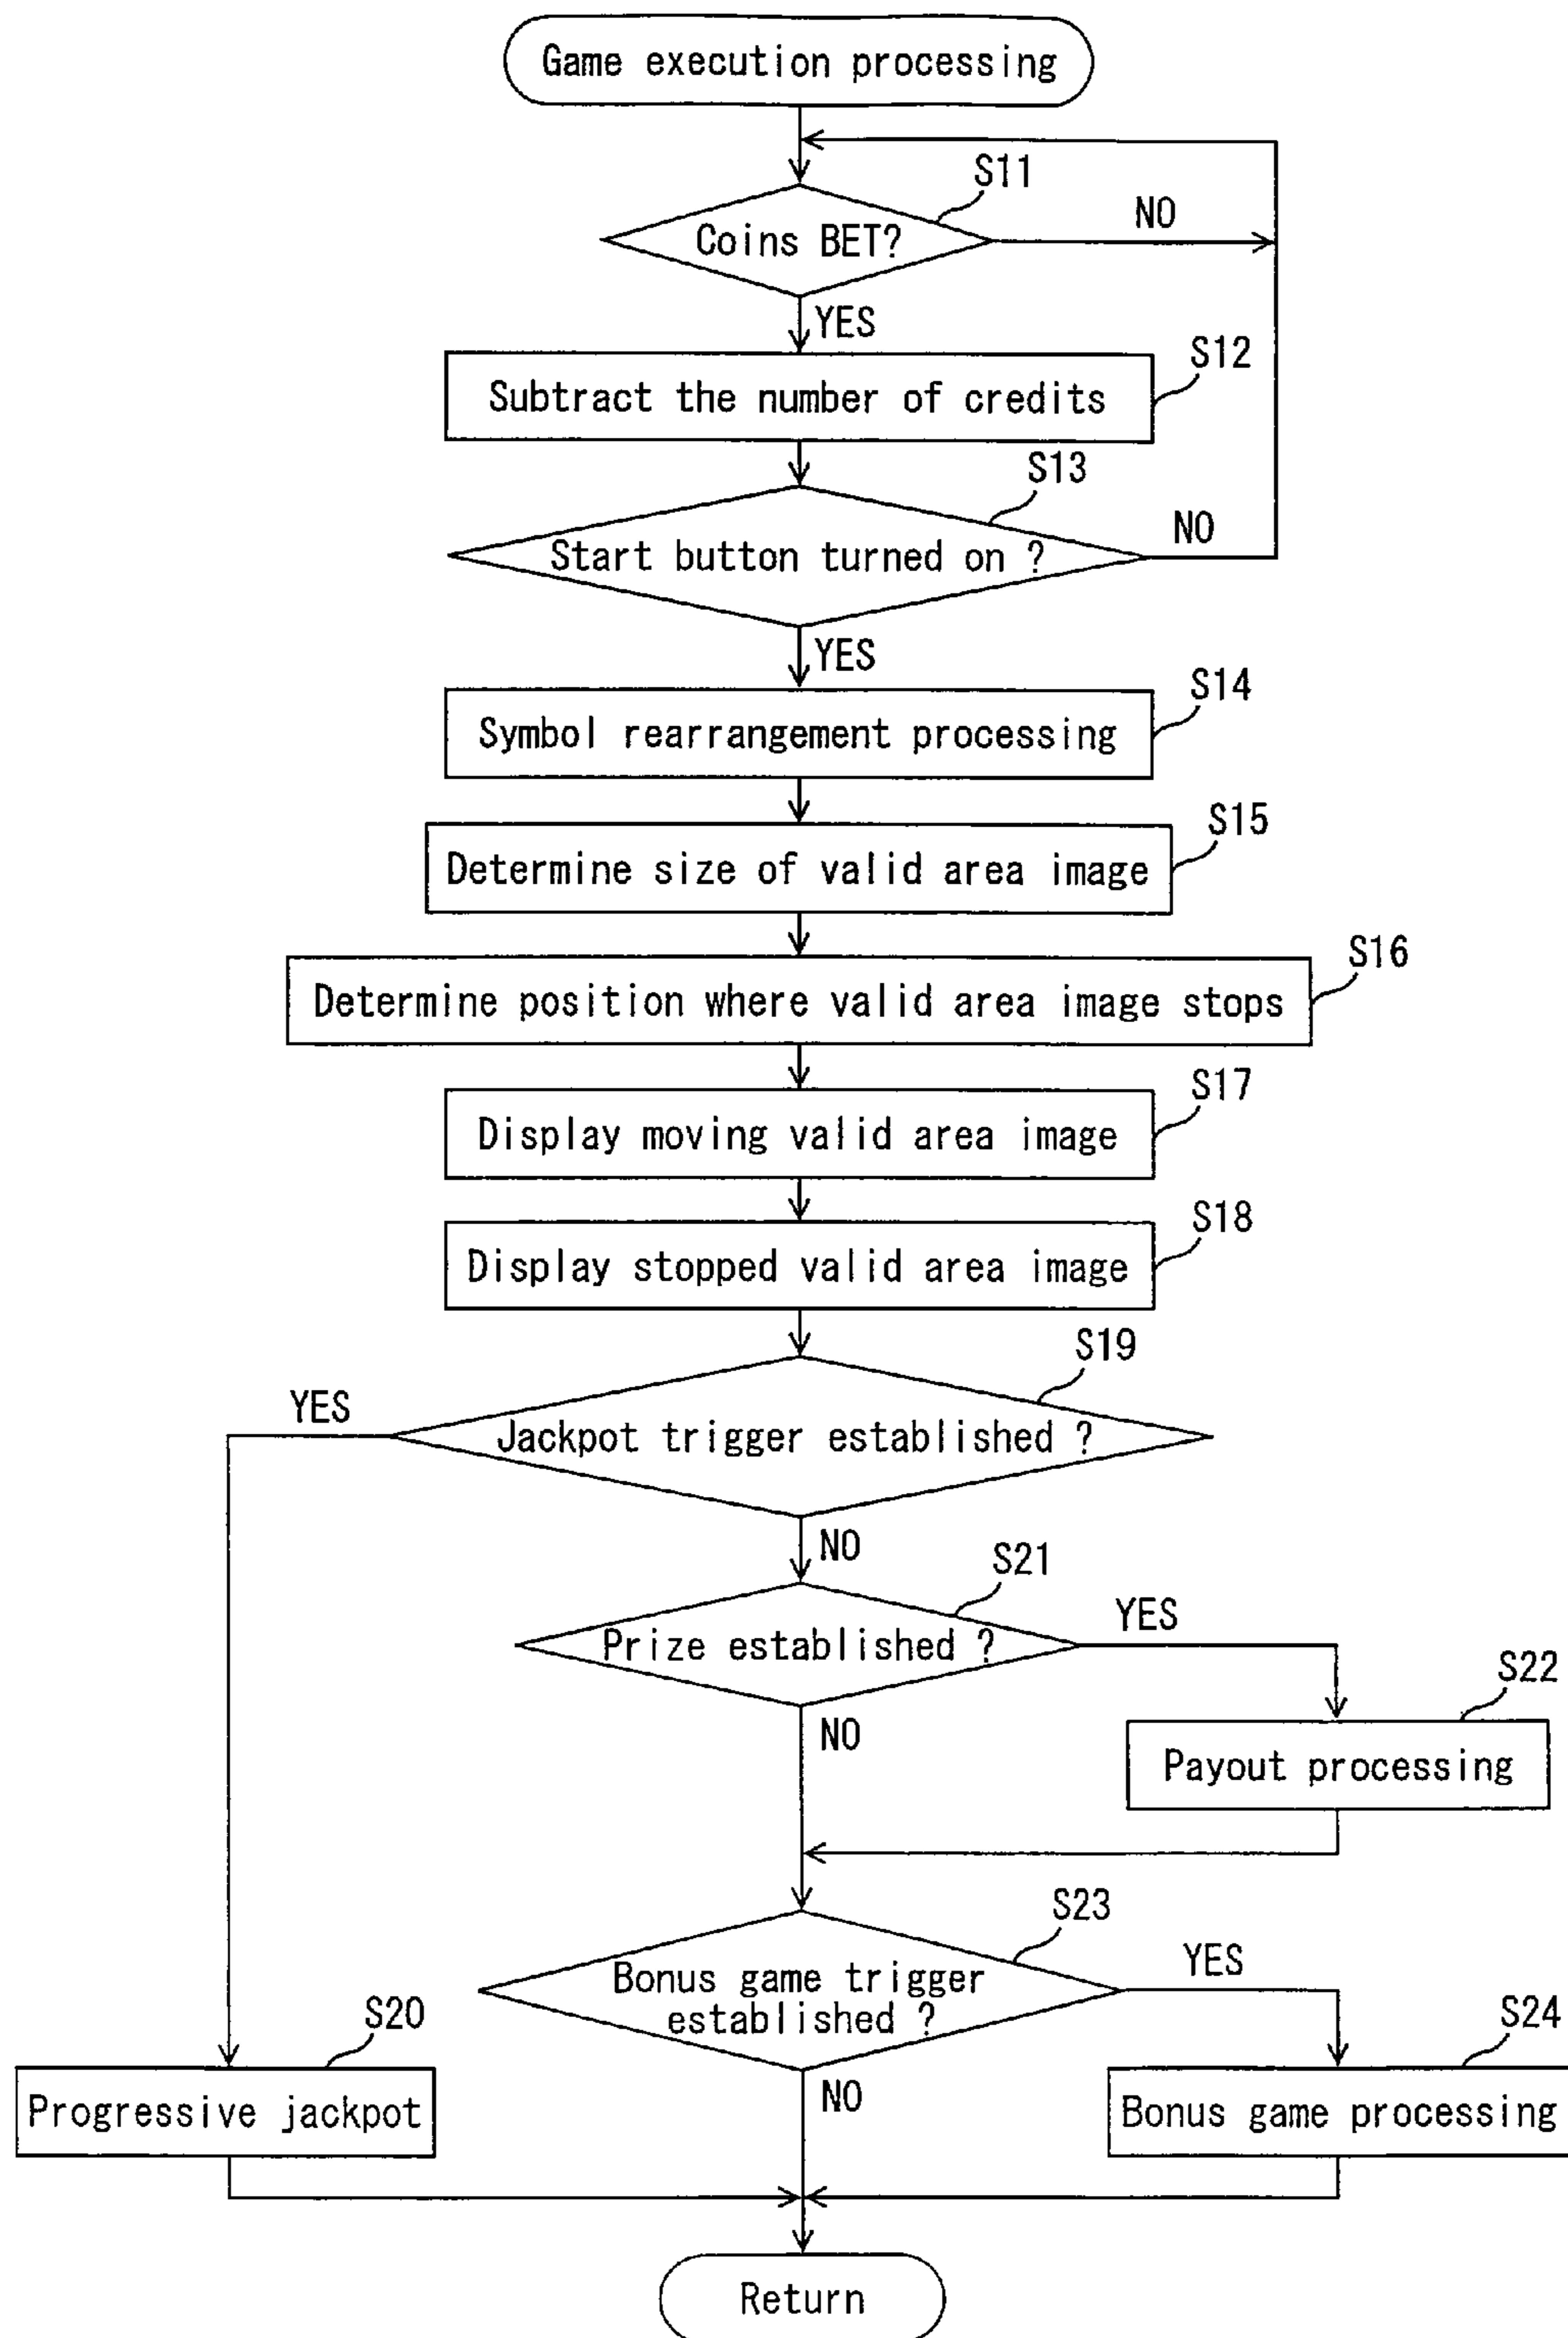 Game execution processing
S11
Coins BET?
NO
YES
S12
Subtract the number of credits
S13
Start button turned on ?
NO
YES
S14
Symbol rearrangement processing
S15
Determine size of valid area image
S16
Determine position where valid area image stops
S17
Display moving valid area image
S18
Display stopped valid area image
S19
YES
Jackpot trigger established ?
NO
S21
Prize established ?
YES
S22
NO
Payout processing
S23
Bonus game trigger
established ?
YES
S20
S24
Progressive jackpot
NO
Bonus game processing
Return